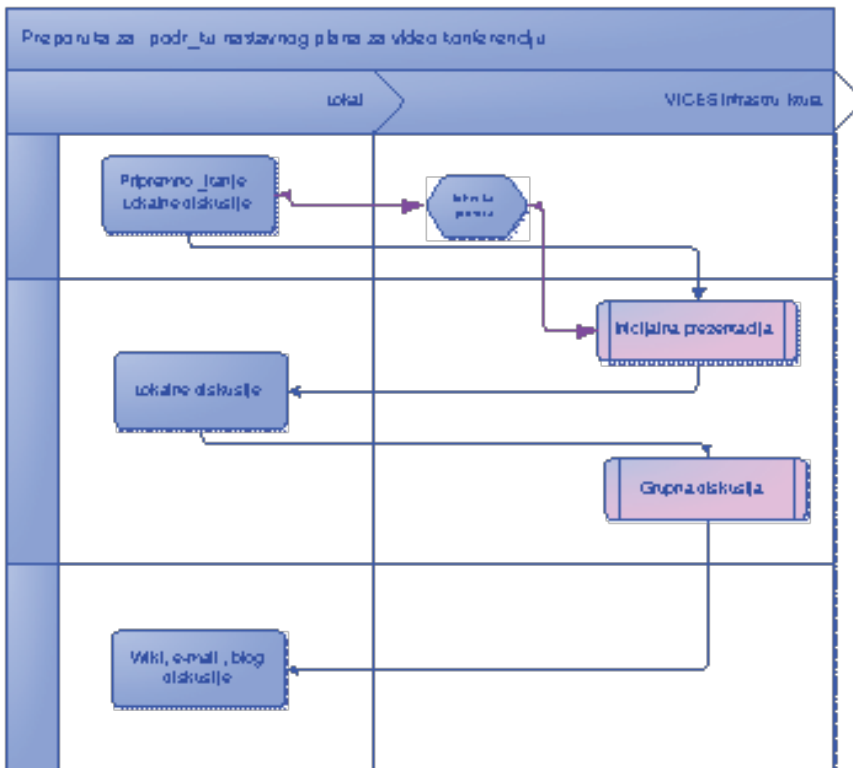 Preporuka za podr_ku nastavnog plana za video konferenciju
Lokal
VICES Infrastruktura
Pripremno _itanje
Lokalne diskusije
Inicijalna prezentacija
Lokalne diskusije
Grupna diskusija
Wiki, e-mail , blog
diskusije